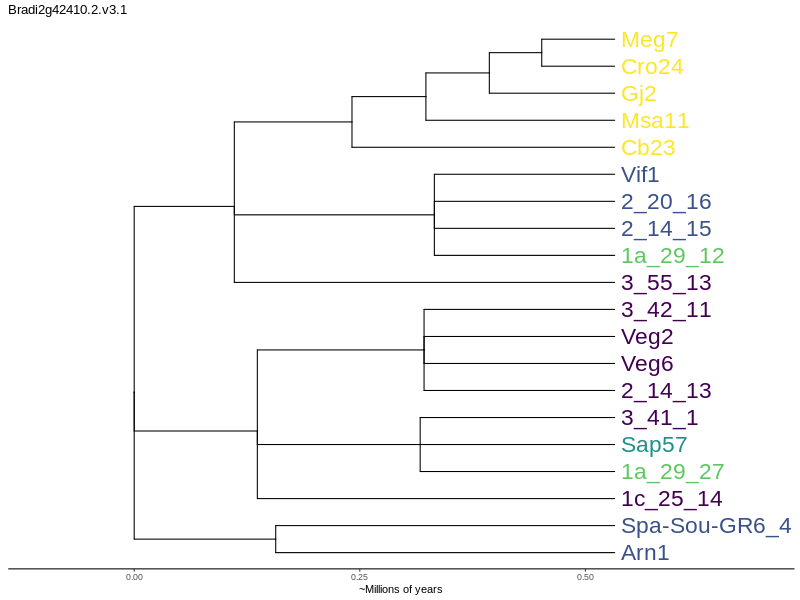 Bradi2g42410.2.v3.1
Meg7
Cro24
Gj2
Msa11
Cb23
Vif1
2_20_16
2_14_15
1a_29_12
3_55_13
3_42_11
Veg2
Veg6
2_14_13
3_41_1
Sap57
1a_29_27
1c_25_14
Spa-Sou-GR6_4
Arn1
0.00 0.25 0.50
~Millions of years